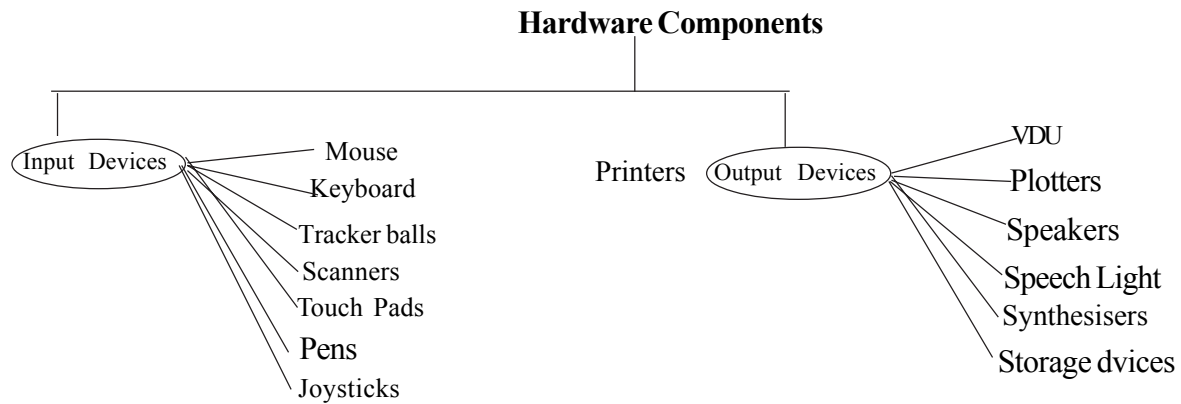 Hardware Components
Input Devices
Mouse
Keyboard
Tracker balls
Scanners
Touch Pads
Pens
Joysticks
Printers
Output Devices
VDU
Plotters
Speakers
Speech Light
Synthesisers
Storage dvices